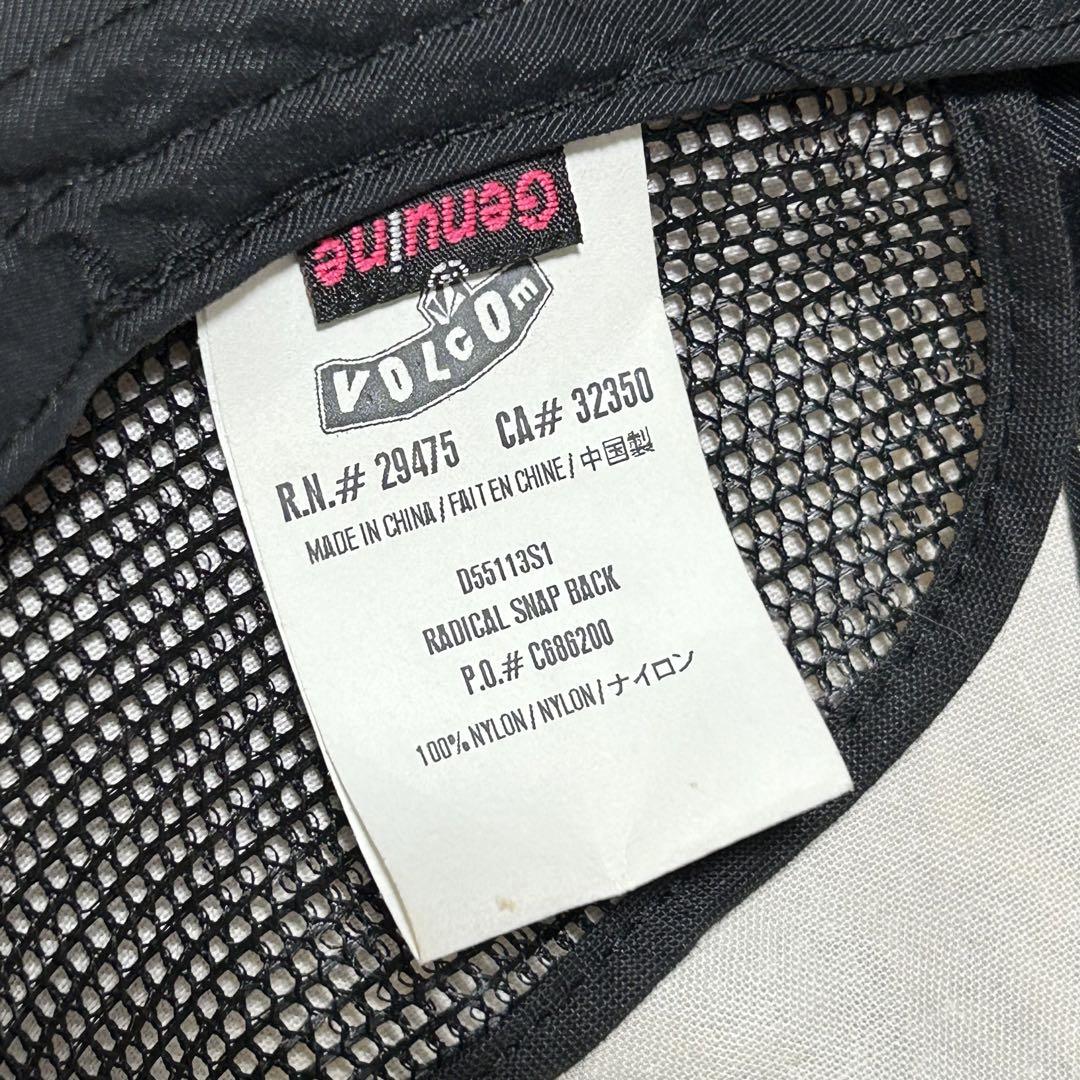 Genuine
VOLCOm
R.N.# 29475 CA# 32350
MADE IN CHINA / FAIT EN CHINE / 中国製
D55113S1
RADICAL SNAP BACK
P.O.# C686200
100% NYLON / NYLON / ナイロン